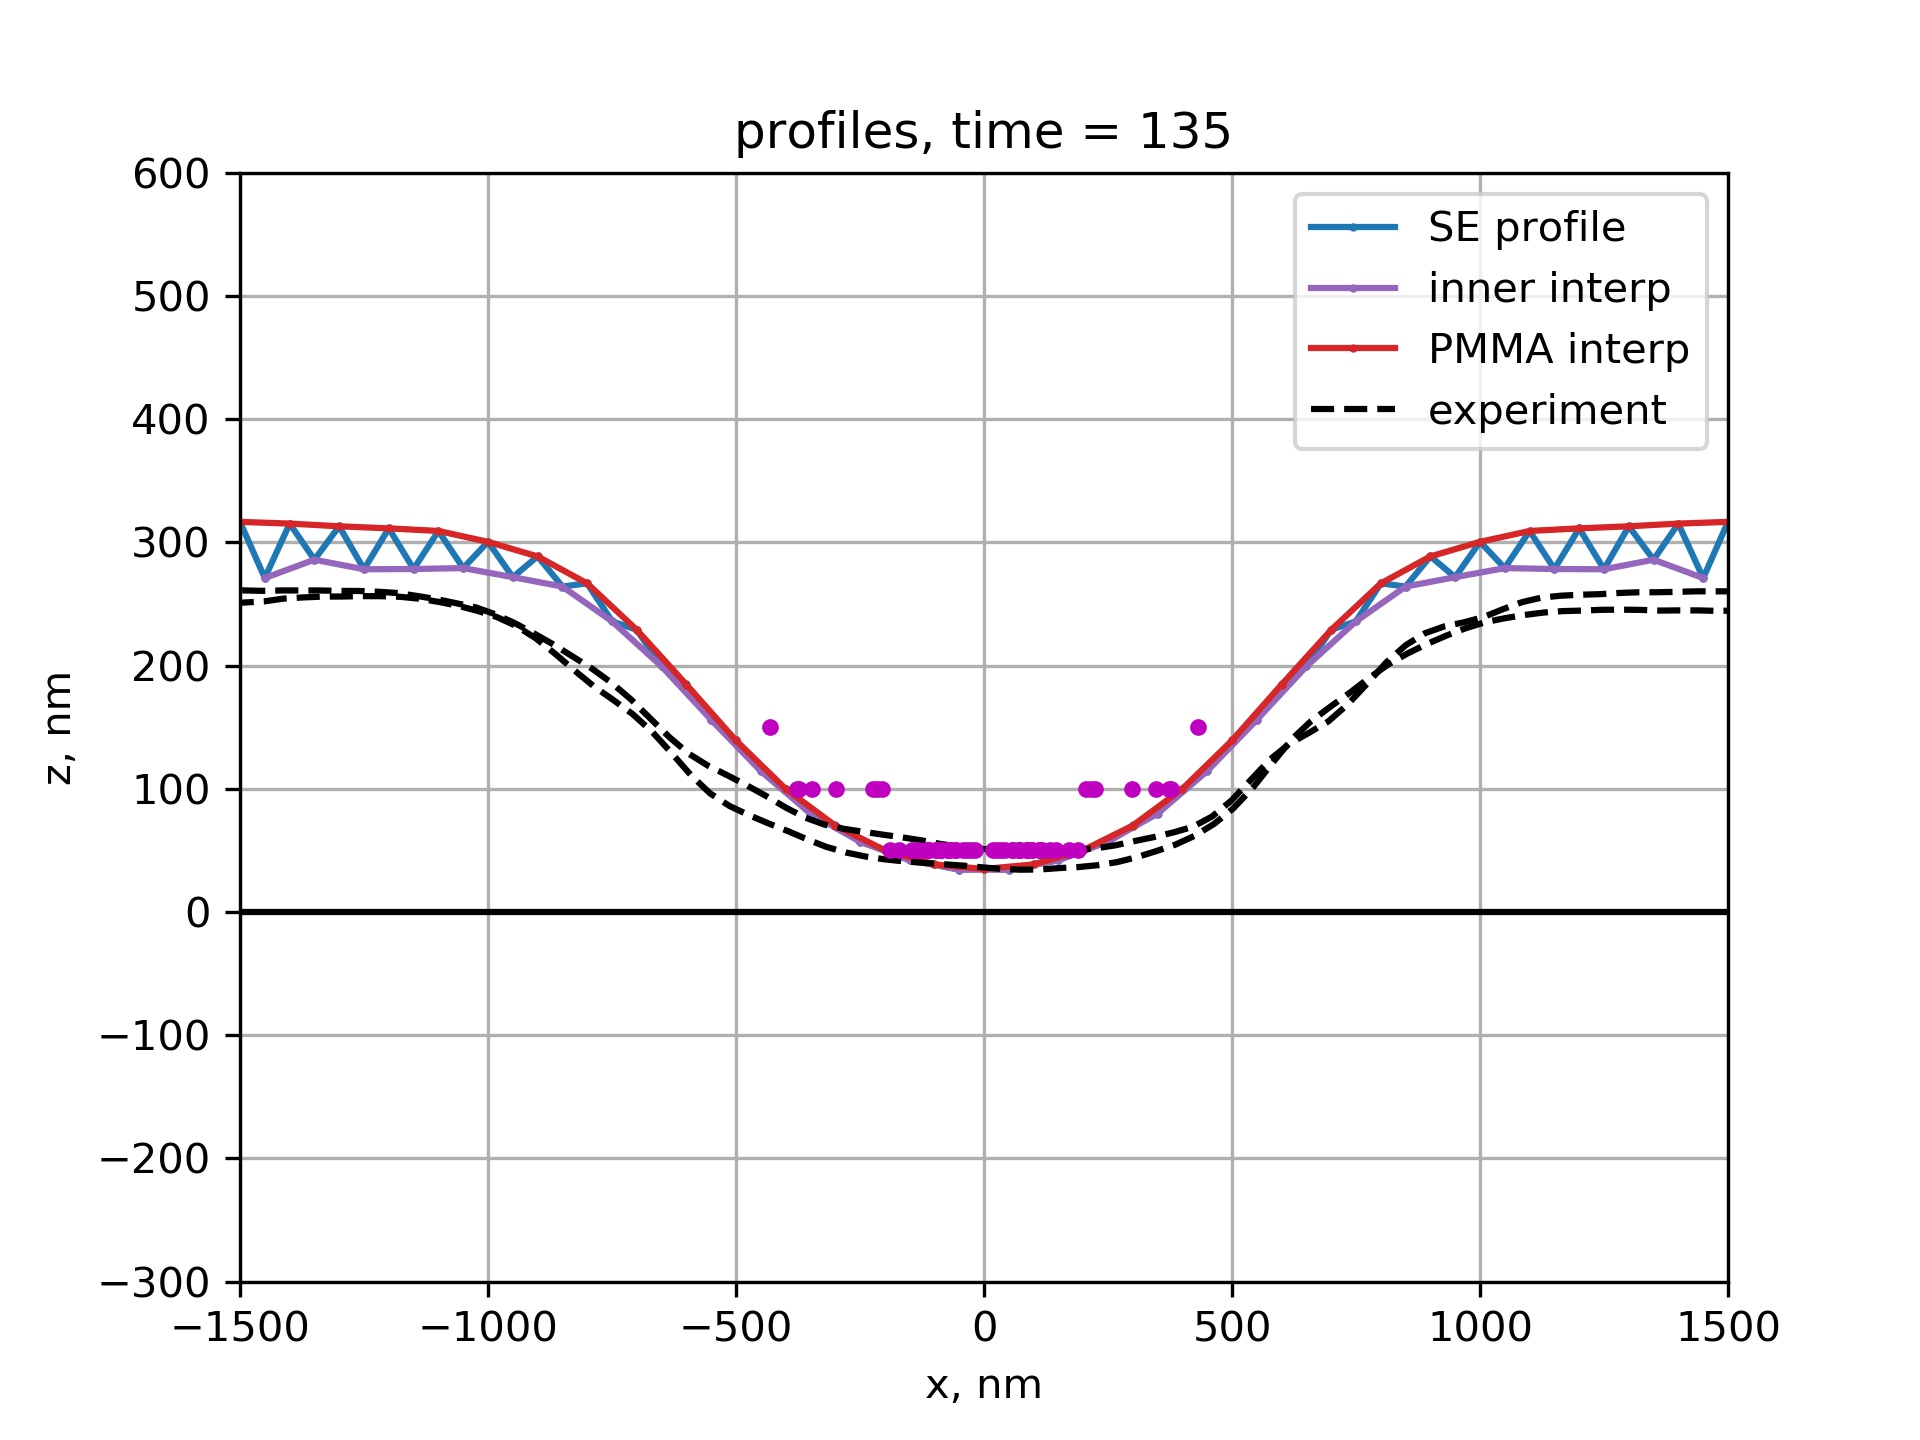 profiles, time = 135
600
500
400
300
200
100
0
−100
−200
−300
z, nm
SE profile
inner interp
PMMA interp
experiment
−1500 −1000 −500 0 500 1000 1500
x, nm